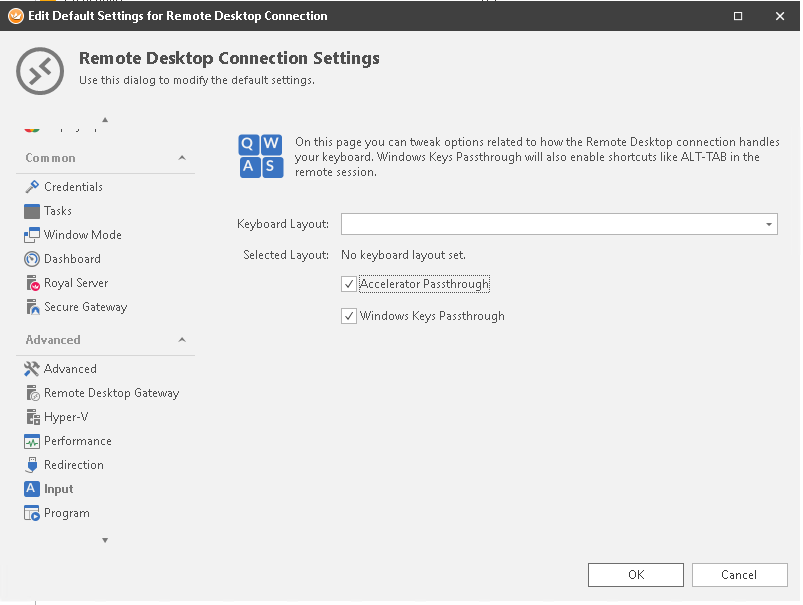 Edit Default Settings for Remote Desktop Connection
Remote Desktop Connection Settings
Use this dialog to modify the default settings.
Common
Credentials
Tasks
Window Mode
Dashboard
Royal Server
Secure Gateway
Advanced
Advanced
Remote Desktop Gateway
Hyper-V
Performance
Redirection
A Input
Program
Q W
A S
On this page you can tweak options related to how the Remote Desktop connection handles
your keyboard. Windows Keys Passthrough will also enable shortcuts like ALT-TAB in the
remote session.
Keyboard Layout:
Selected Layout: No keyboard layout set.
Accelerator Passthrough
Windows Keys Passthrough
OK Cancel